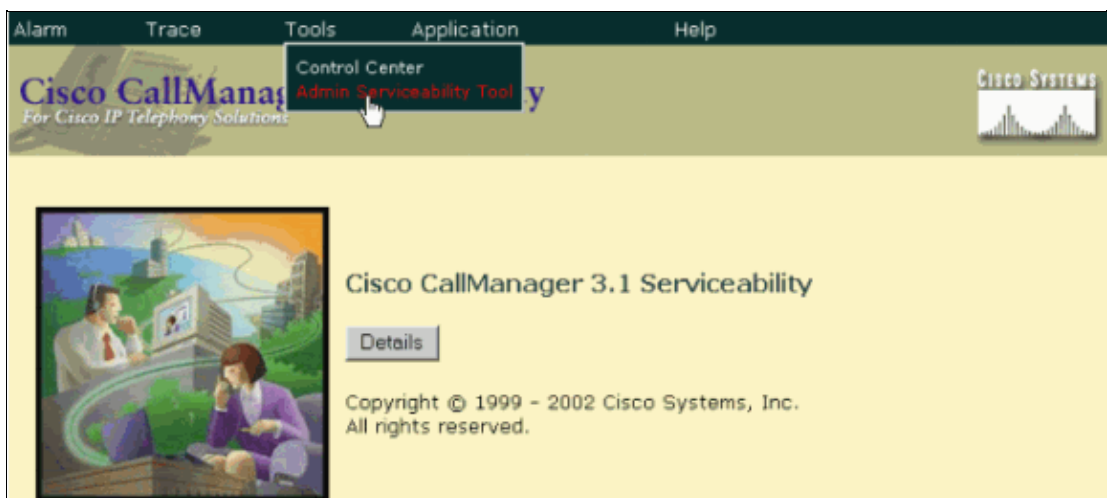 Alarm Trace Tools Application Help
Control Center
Admin Serviceability Tool
Cisco CallManag y
For Cisco IP Telephony Solutions
CISCO SYSTEMS
Cisco CallManager 3.1 Serviceability
Details
Copyright © 1999 - 2002 Cisco Systems, Inc.
All rights reserved.